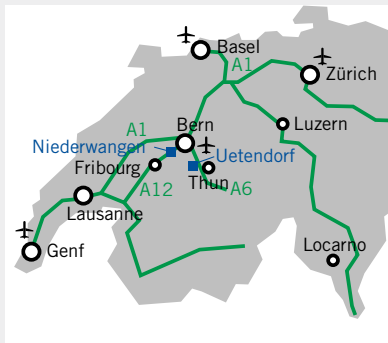 Basel
A1
Zürich
A1
Bern
Luzern
Niederwangen
Uetendorf
Fribourg
Thun
A12
A6
Lausanne
Locarno
Genf